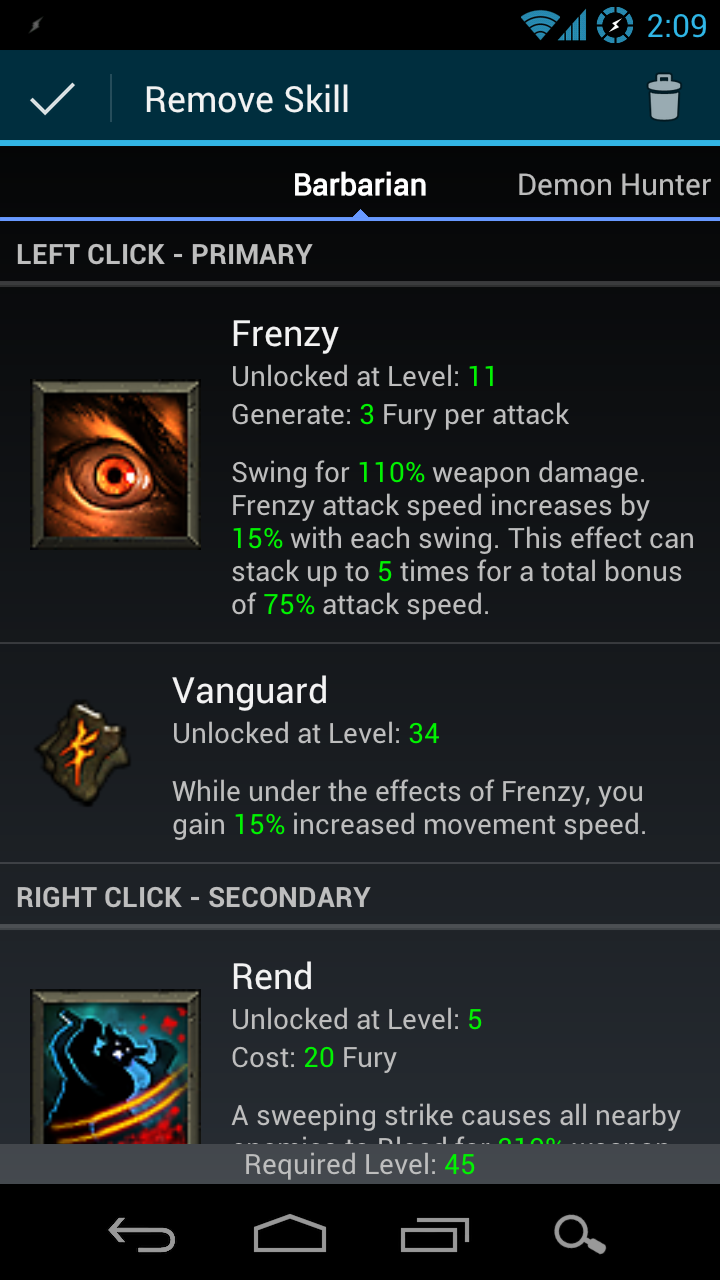 2:09
Remove Skill
Barbarian
Demon Hunter
LEFT CLICK - PRIMARY
Frenzy
Unlocked at Level: 11
Generate: 3 Fury per attack
Swing for 110% weapon damage.
Frenzy attack speed increases by
15% with each swing. This effect can
stack up to 5 times for a total bonus
of 75% attack speed.
Vanguard
Unlocked at Level: 34
While under the effects of Frenzy, you
gain 15% increased movement speed.
RIGHT CLICK - SECONDARY
Rend
Unlocked at Level: 5
Cost: 20 Fury
A sweeping strike causes all nearby
Required Level: 45